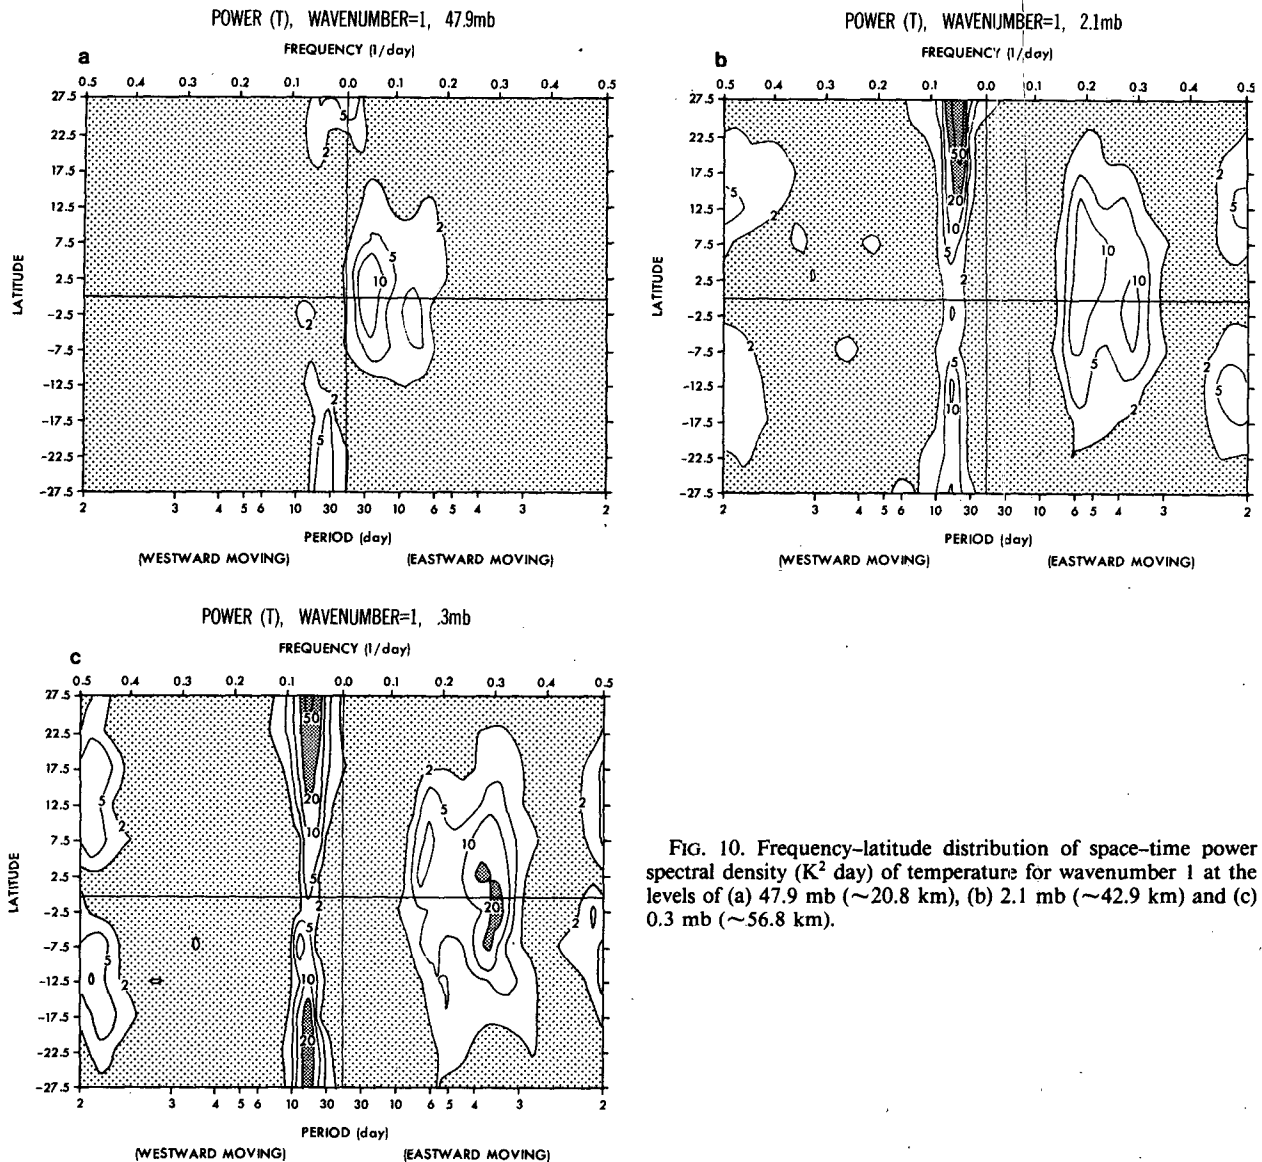 POWER (T), WAVENUMBER=1, 47.9mb
FREQUENCY (1/day)
a
0.5 0.4 0.3 0.2 0.1 0.0 0.1 0.2 0.3 0.4 0.5
27.5
22.5
17.5
12.5
7.5
2.5
-2.5
-7.5
-12.5
-17.5
-22.5
-27.5
LATITUDE
5
2
2
5
10
2
2
5
2 3 4 5 6 10 30 30 10 6 5 4 3 2
PERIOD (day)
(WESTWARD MOVING) (EASTWARD MOVING)
POWER (T), WAVENUMBER=1, 2.1mb
FREQUENCY (1/day)
b
0.5 0.4 0.3 0.2 0.1 0.0 0.1 0.2 0.3 0.4 0.5
27.5
22.5
17.5
12.5
7.5
2.5
-2.5
-7.5
-12.5
-17.5
-22.5
-27.5
LATITUDE
50
2
5
5
20
2
10
2
5
10
2
10
5
2
2
5
5
10
2
2 3 4 5 6 10 30 30 10 6 5 4 3 2
PERIOD (day)
(WESTWARD MOVING) (EASTWARD MOVING)
POWER (T), WAVENUMBER=1, .3mb
FREQUENCY (1/day)
c
0.5 0.4 0.3 0.2 0.1 0.0 0.1 0.2 0.3 0.4 0.5
27.5
22.5
17.5
12.5
7.5
2.5
-2.5
-7.5
-12.5
-17.5
-22.5
-27.5
LATITUDE
50
2
5
20
5
2
2
10
10
5
2
20
5
2
5
10
2
20
2 3 4 5 6 10 30 30 10 6 5 4 3 2
PERIOD (day)
(WESTWARD MOVING) (EASTWARD MOVING)
FIG. 10. Frequency–latitude distribution of space–time power
spectral density (K² day) of temperature for wavenumber 1 at the
levels of (a) 47.9 mb (~20.8 km), (b) 2.1 mb (~42.9 km) and (c)
0.3 mb (~56.8 km).